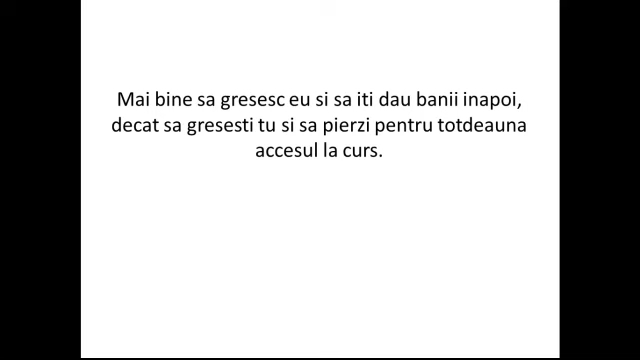 Mai bine sa gresesc eu si sa iti dau banii inapoi,
decat sa gresesti tu si sa pierzi pentru totdeauna
accesul la curs.